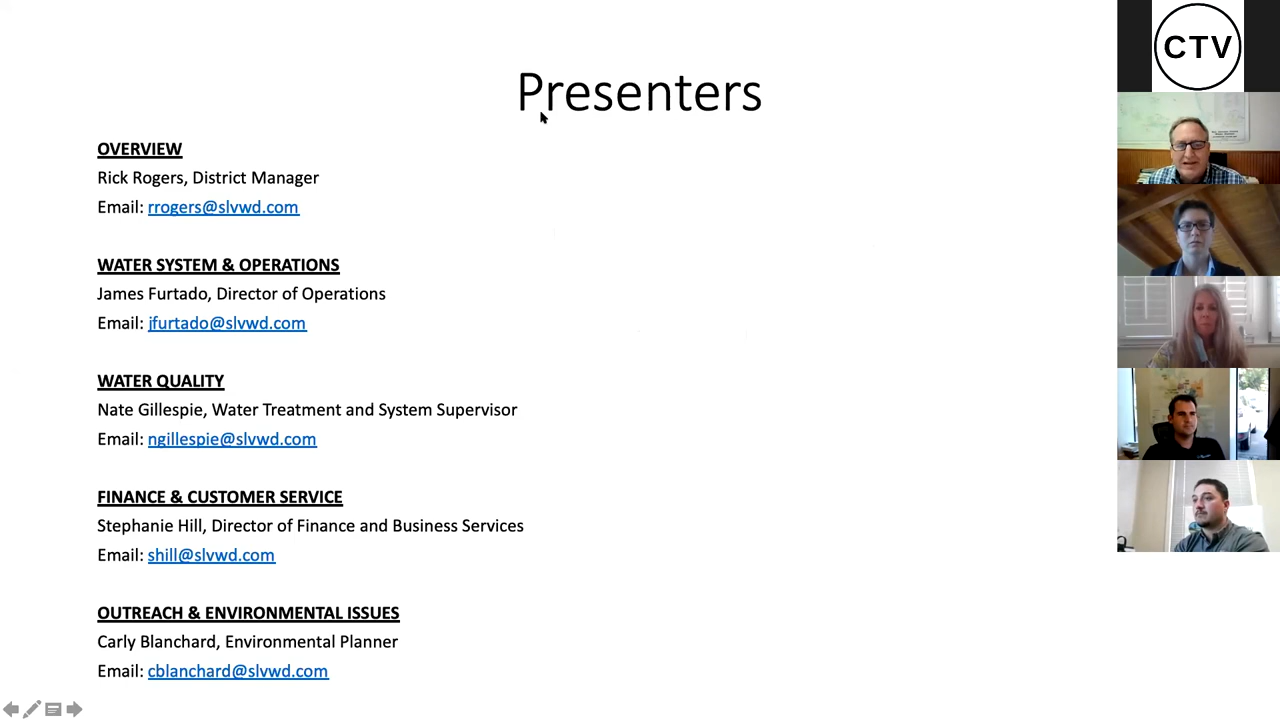 Presenters
OVERVIEW
Rick Rogers, District Manager
Email: rrogers@slvwd.com
WATER SYSTEM & OPERATIONS
James Furtado, Director of Operations
Email: jfurtado@slvwd.com
WATER QUALITY
Nate Gillespie, Water Treatment and System Supervisor
Email: ngillespie@slvwd.com
FINANCE & CUSTOMER SERVICE
Stephanie Hill, Director of Finance and Business Services
Email: shill@slvwd.com
OUTREACH & ENVIRONMENTAL ISSUES
Carly Blanchard, Environmental Planner
Email: cblanchard@slvwd.com
CTV